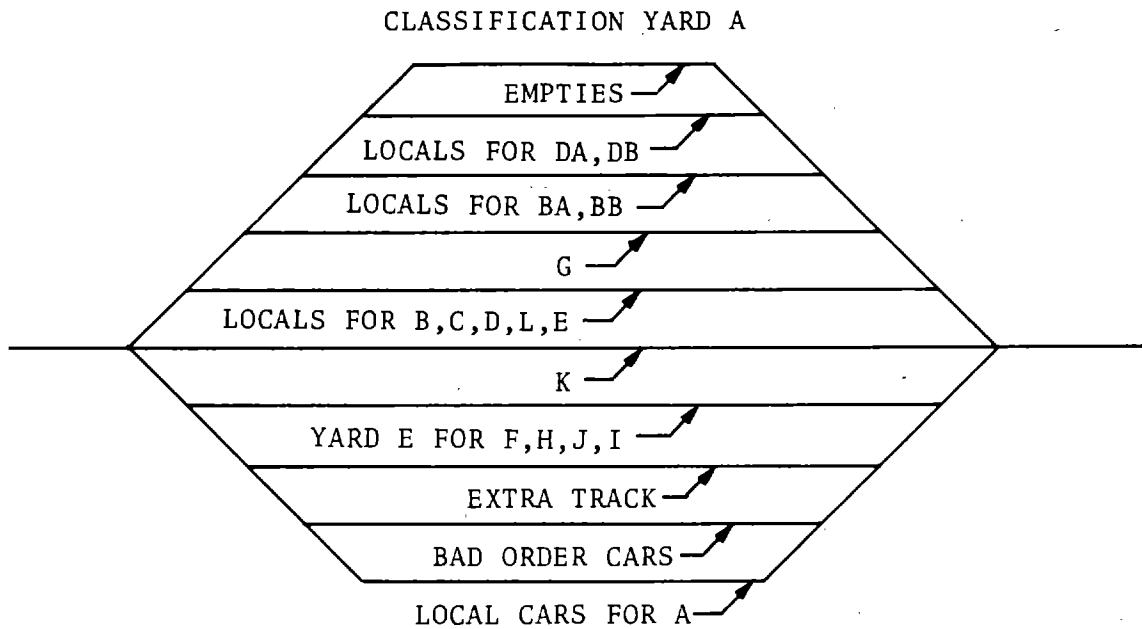 CLASSIFICATION YARD A
EMPTIES
LOCALS FOR DA,DB
LOCALS FOR BA,BB
G
LOCALS FOR B,C,D,L,E
K
YARD E FOR F,H,J,I
EXTRA TRACK
BAD ORDER CARS
LOCAL CARS FOR A